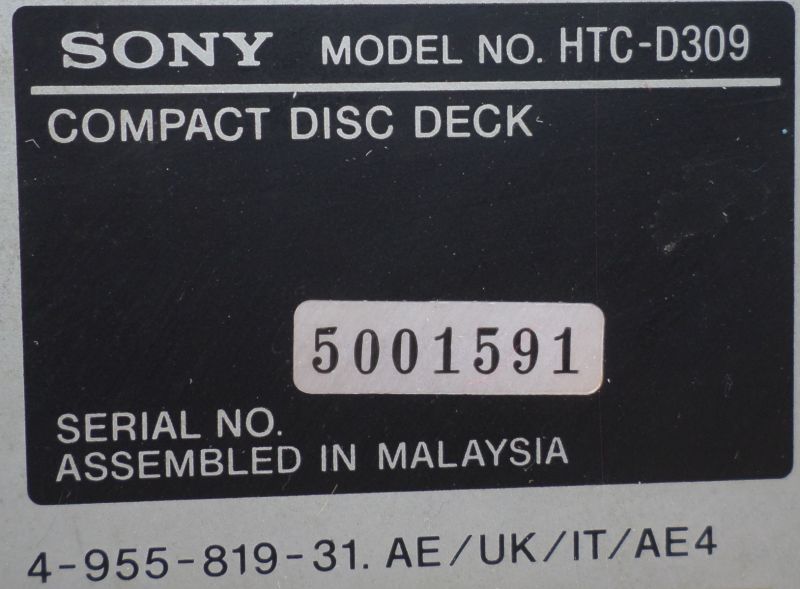 SONY MODEL NO. HTC-D309
COMPACT DISC DECK
5001591
SERIAL NO.
ASSEMBLED IN MALAYSIA
4-955-819-31. AE/UK/IT/AE4